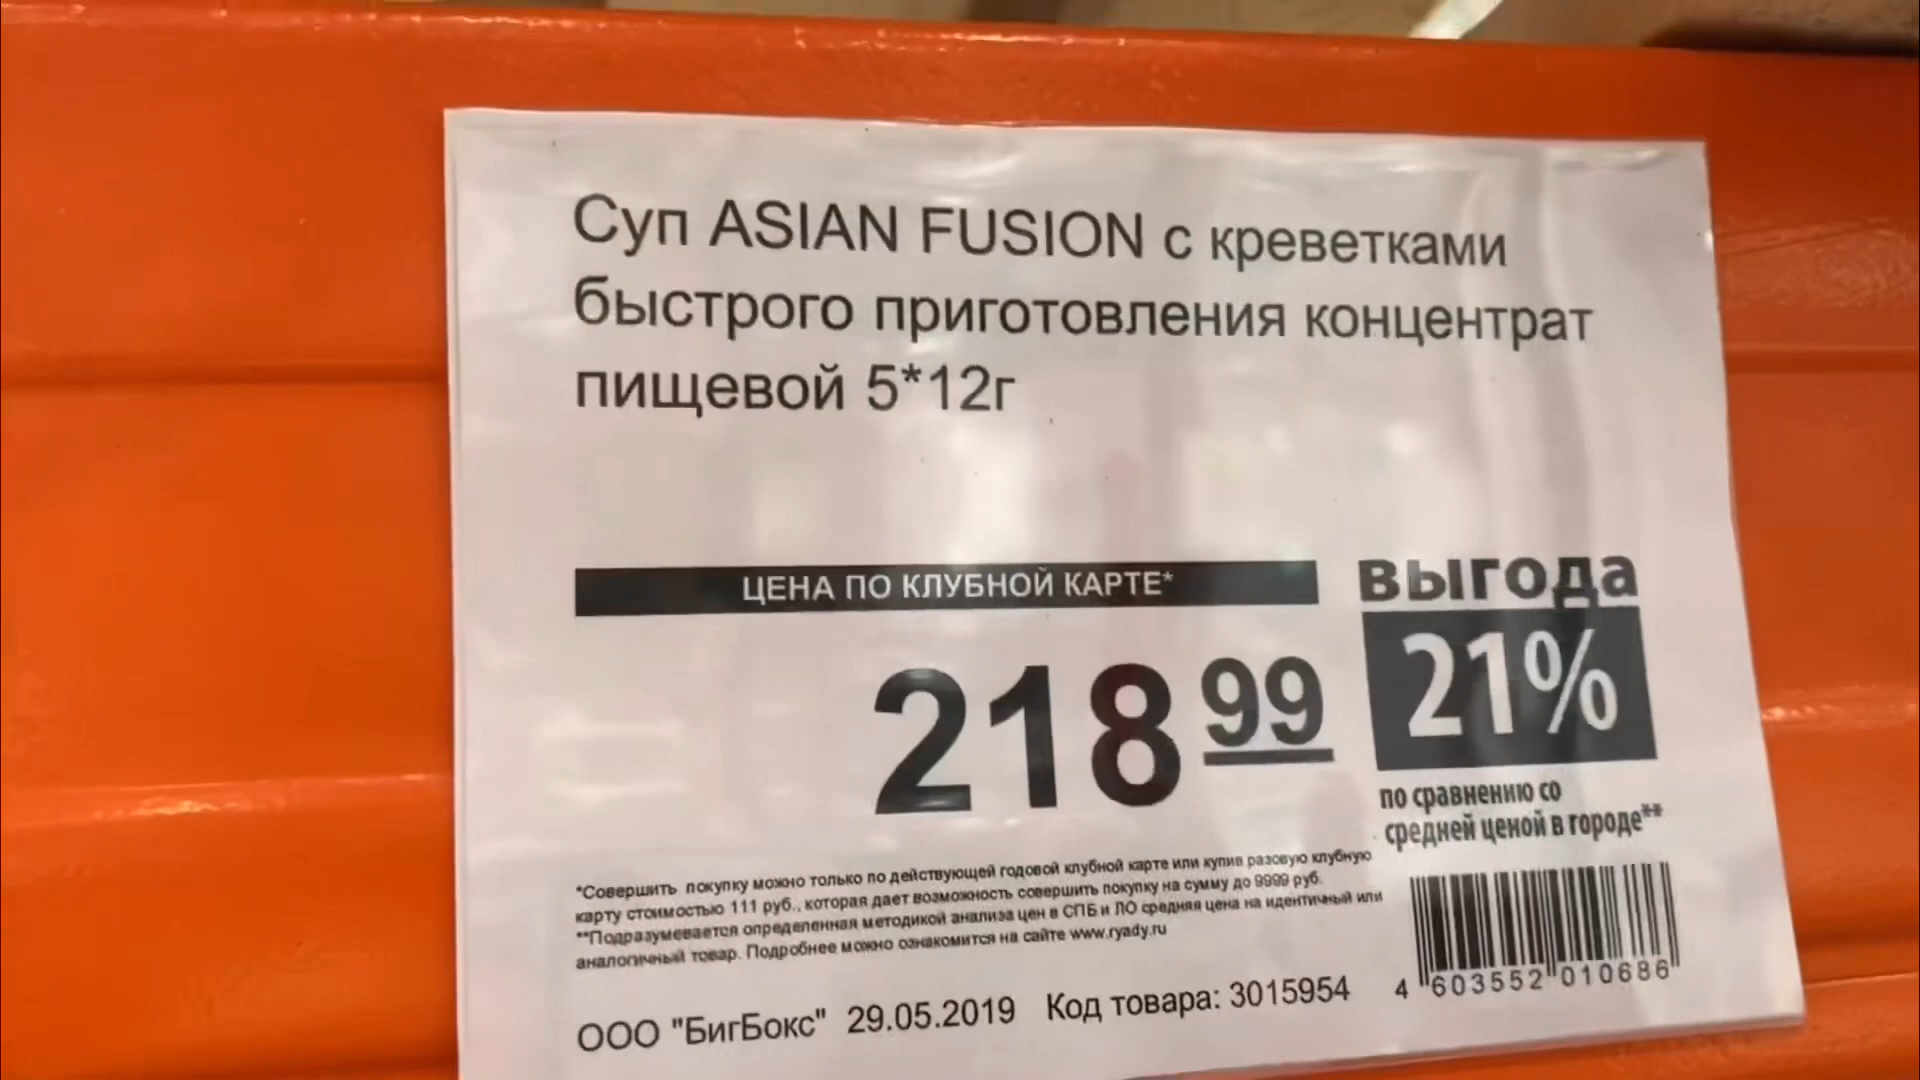 Суп ASIAN FUSION с креветками
быстрого приготовления концентрат
пищевой 5*12г
ЦЕНА ПО КЛУБНОЙ КАРТЕ*
218 99
выгода
21%
по сравнению со
средней ценой в городе**
*Совершить покупку можно только по действующей годовой клубной карте или купив разовую клубную
карту стоимостью 111 руб., которая дает возможность совершить покупку на сумму до 9999 руб.
**Подразумевается определенная методикой анализа цен в СПБ и ЛО средняя цена на идентичный или
аналогичный товар. Подробнее можно ознакомится на сайте www.ryady.ru
ООО "БигБокс" 29.05.2019 Код товара: 3015954
4 603552 010686